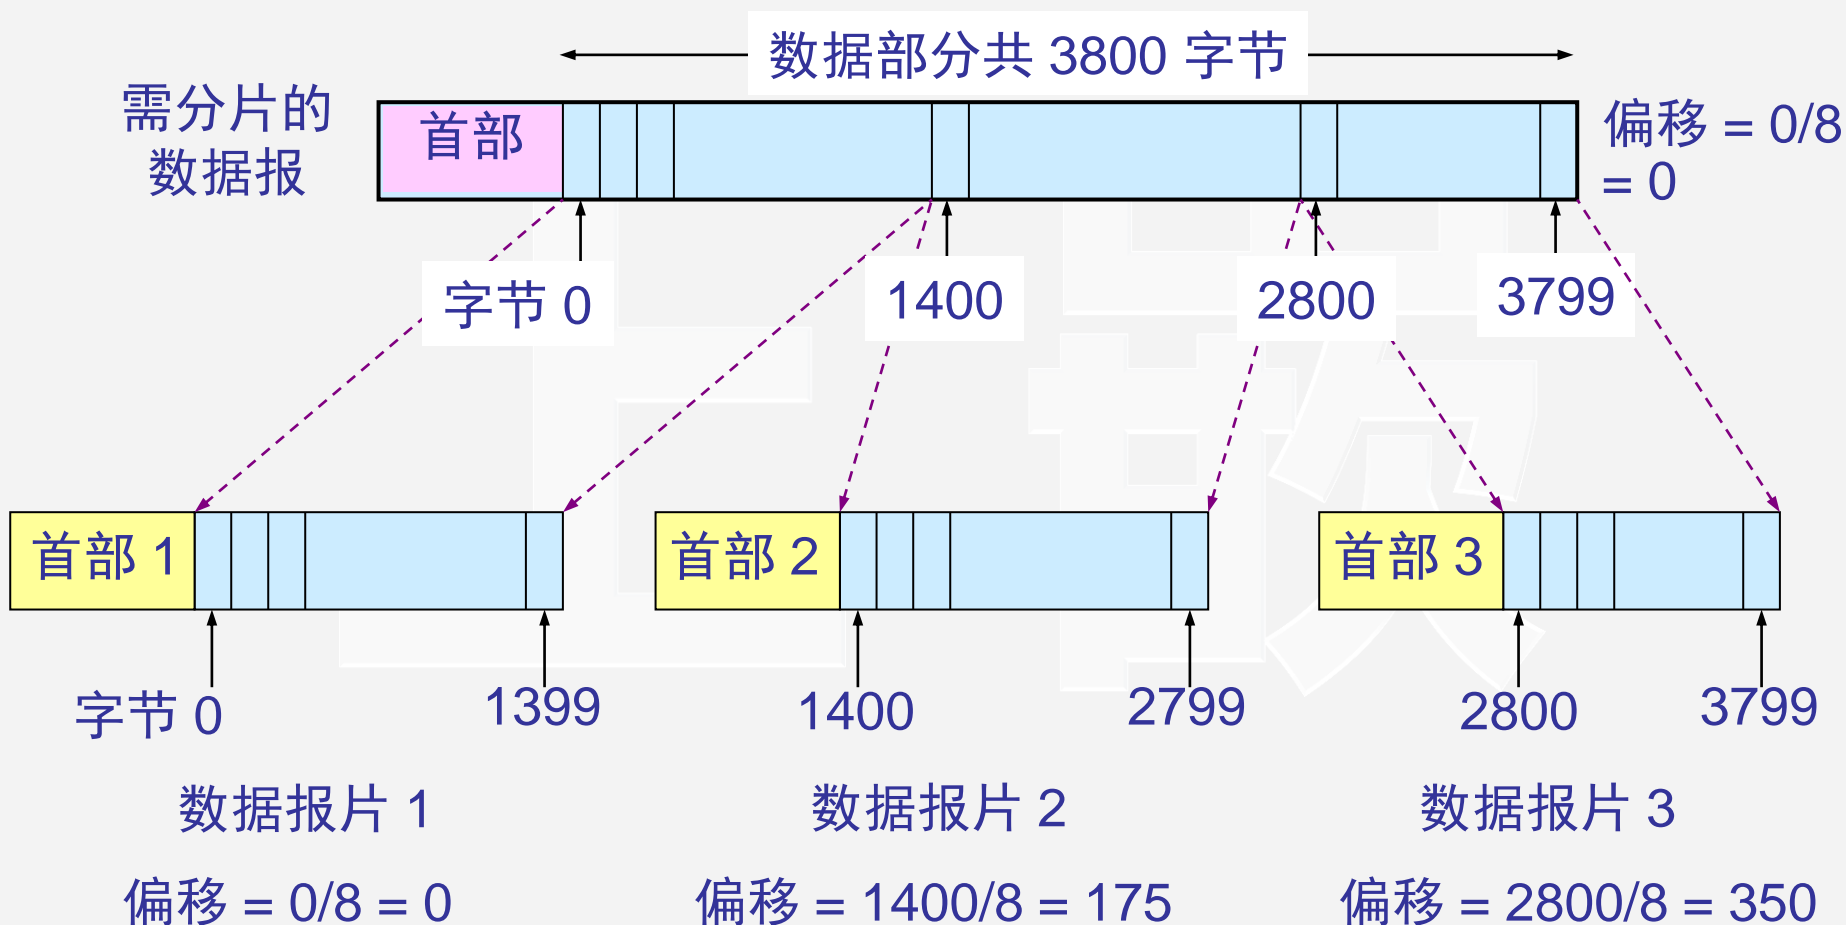 数据部分共 3800 字节
需分片的
数据报
首部
偏移 = 0/8
= 0
字节 0
1400
2800
3799
首部 1
首部 2
首部 3
字节 0
1399
1400
2799
2800
3799
数据报片 1
数据报片 2
数据报片 3
偏移 = 0/8 = 0
偏移 = 1400/8 = 175
偏移 = 2800/8 = 350